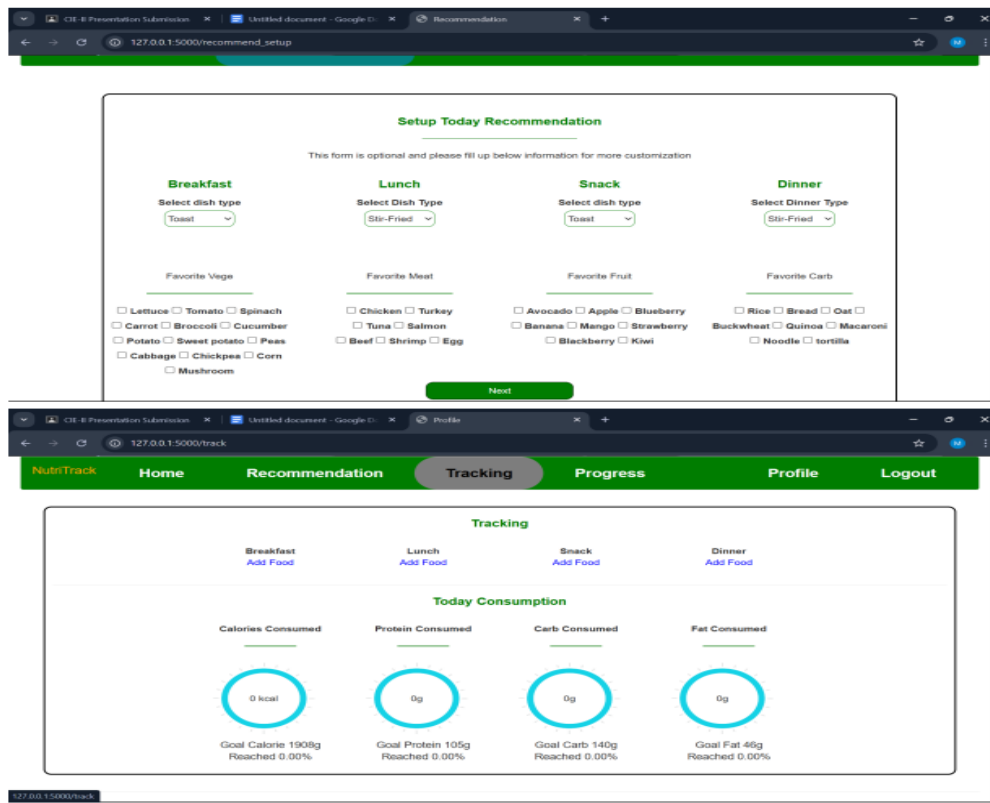 CIE-II Presentation Submission × Untitled document - Google D × Recommendation × +
127.0.0.1:5000/recommend_setup M
Setup Today Recommendation
This form is optional and please fill up below information for more customization
Breakfast Lunch Snack Dinner
Select dish type Select Dish Type Select dish type Select Dinner Type
Toast Stir-Fried Toast Stir-Fried
Favorite Vege Favorite Meat Favorite Fruit Favorite Carb
Lettuce Tomato Spinach Chicken Turkey Avocado Apple Blueberry Rice Bread Oat
Carrot Broccoli Cucumber Tuna Salmon Banana Mango Strawberry Buckwheat Quinoa Macaroni
Potato Sweet potato Peas Beef Shrimp Egg Blackberry Kiwi Noodle tortilla
Cabbage Chickpea Corn
Mushroom
Next
CIE-II Presentation Submission × Untitled document - Google D × Profile × +
127.0.0.1:5000/track M
NutriTrack Home Recommendation Tracking Progress Profile Logout
Tracking
Breakfast Lunch Snack Dinner
Add Food Add Food Add Food Add Food
Today Consumption
Calories Consumed Protein Consumed Carb Consumed Fat Consumed
0 kcal 0g 0g 0g
Goal Calorie 1908g Goal Protein 105g Goal Carb 140g Goal Fat 46g
Reached 0.00% Reached 0.00% Reached 0.00% Reached 0.00%
127.0.0.1:5000/track